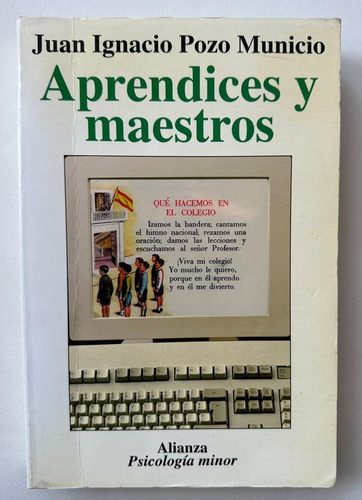 Juan Ignacio Pozo Municio
Aprendices y
maestros
QUÉ HACEMOS EN
EL COLEGIO
Izamos la bandera; cantamos
el himno nacional; rezamos una
oración; damos las lecciones y
escuchamos al señor Profesor.
¡Viva mi colegio!
Yo mucho le quiero,
porque en él aprendo
y en él me divierto.
Alianza
Psicología minor